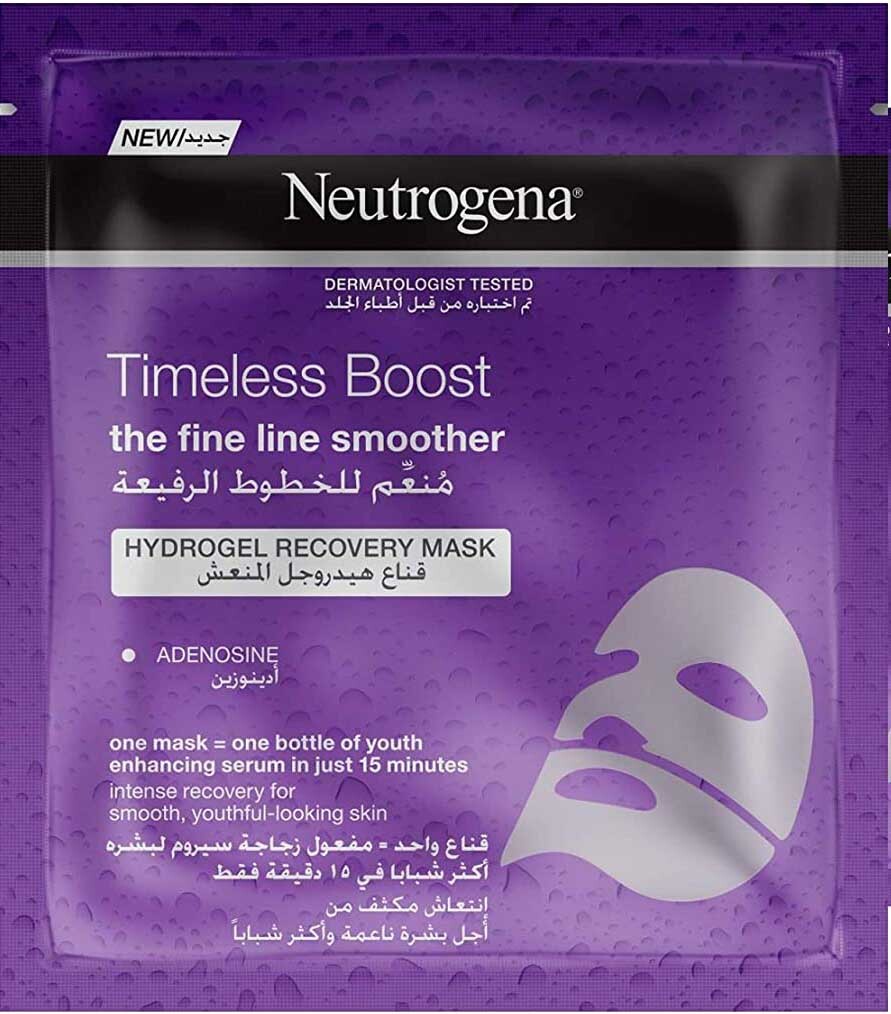 NEW/جديد
Neutrogena®
DERMATOLOGIST TESTED
تم اختباره من قبل أطباء الجلد
Timeless Boost
the fine line smoother
مُنعِّم للخطوط الرفيعة
HYDROGEL RECOVERY MASK
قناع هيدروجل المنعش
• ADENOSINE
أدينوزين
one mask = one bottle of youth
enhancing serum in just 15 minutes
intense recovery for
smooth, youthful-looking skin
قناع واحد = مفعول زجاجة سيروم لبشره
أكثر شبابا في ١٥ دقيقة فقط
إنتعاش مكثف من
أجل بشرة ناعمة وأكثر شباباً